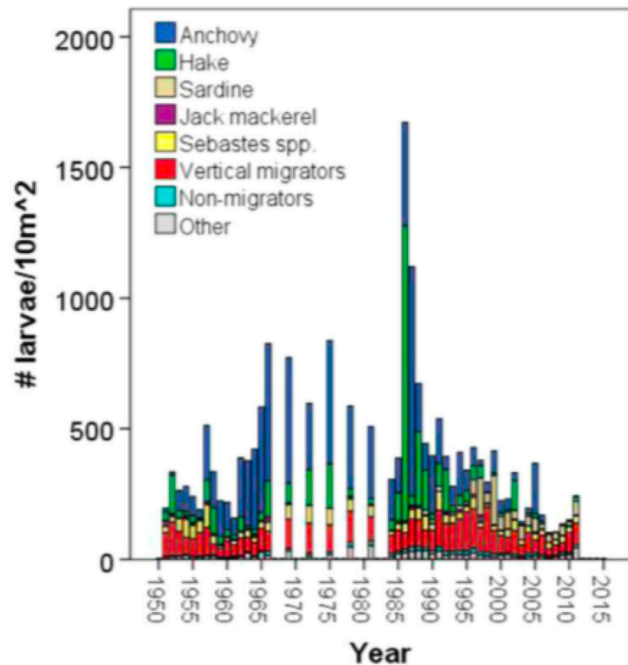 2000
1500
1000
500
0
# larvae/10m^2
Anchovy
Hake
Sardine
Jack mackerel
Sebastes spp.
Vertical migrators
Non-migrators
Other
1950
1955
1960
1965
1970
1975
1980
1985
1990
1995
2000
2005
2010
2015
Year